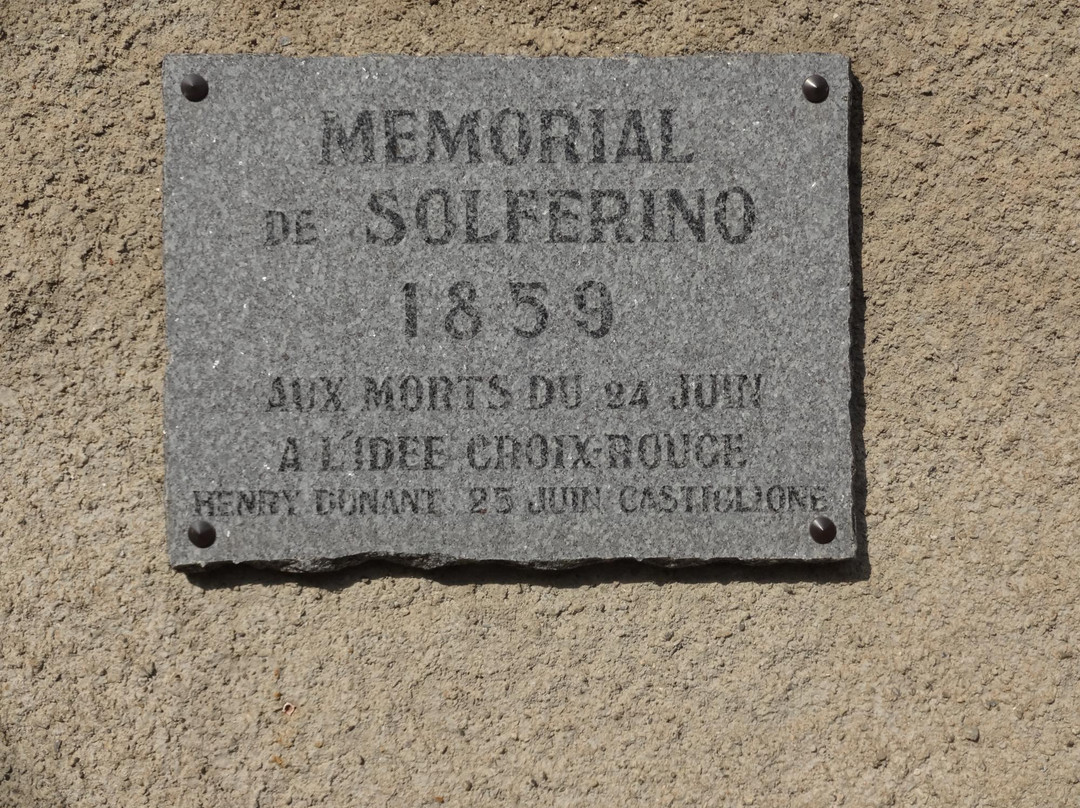 MEMORIAL
DE SOLFERINO
1859
AUX MORTS DU 24 JUIN
A L'IDEE CROIX-ROUGE
HENRY DUNANT 25 JUIN CASTIGLIONE